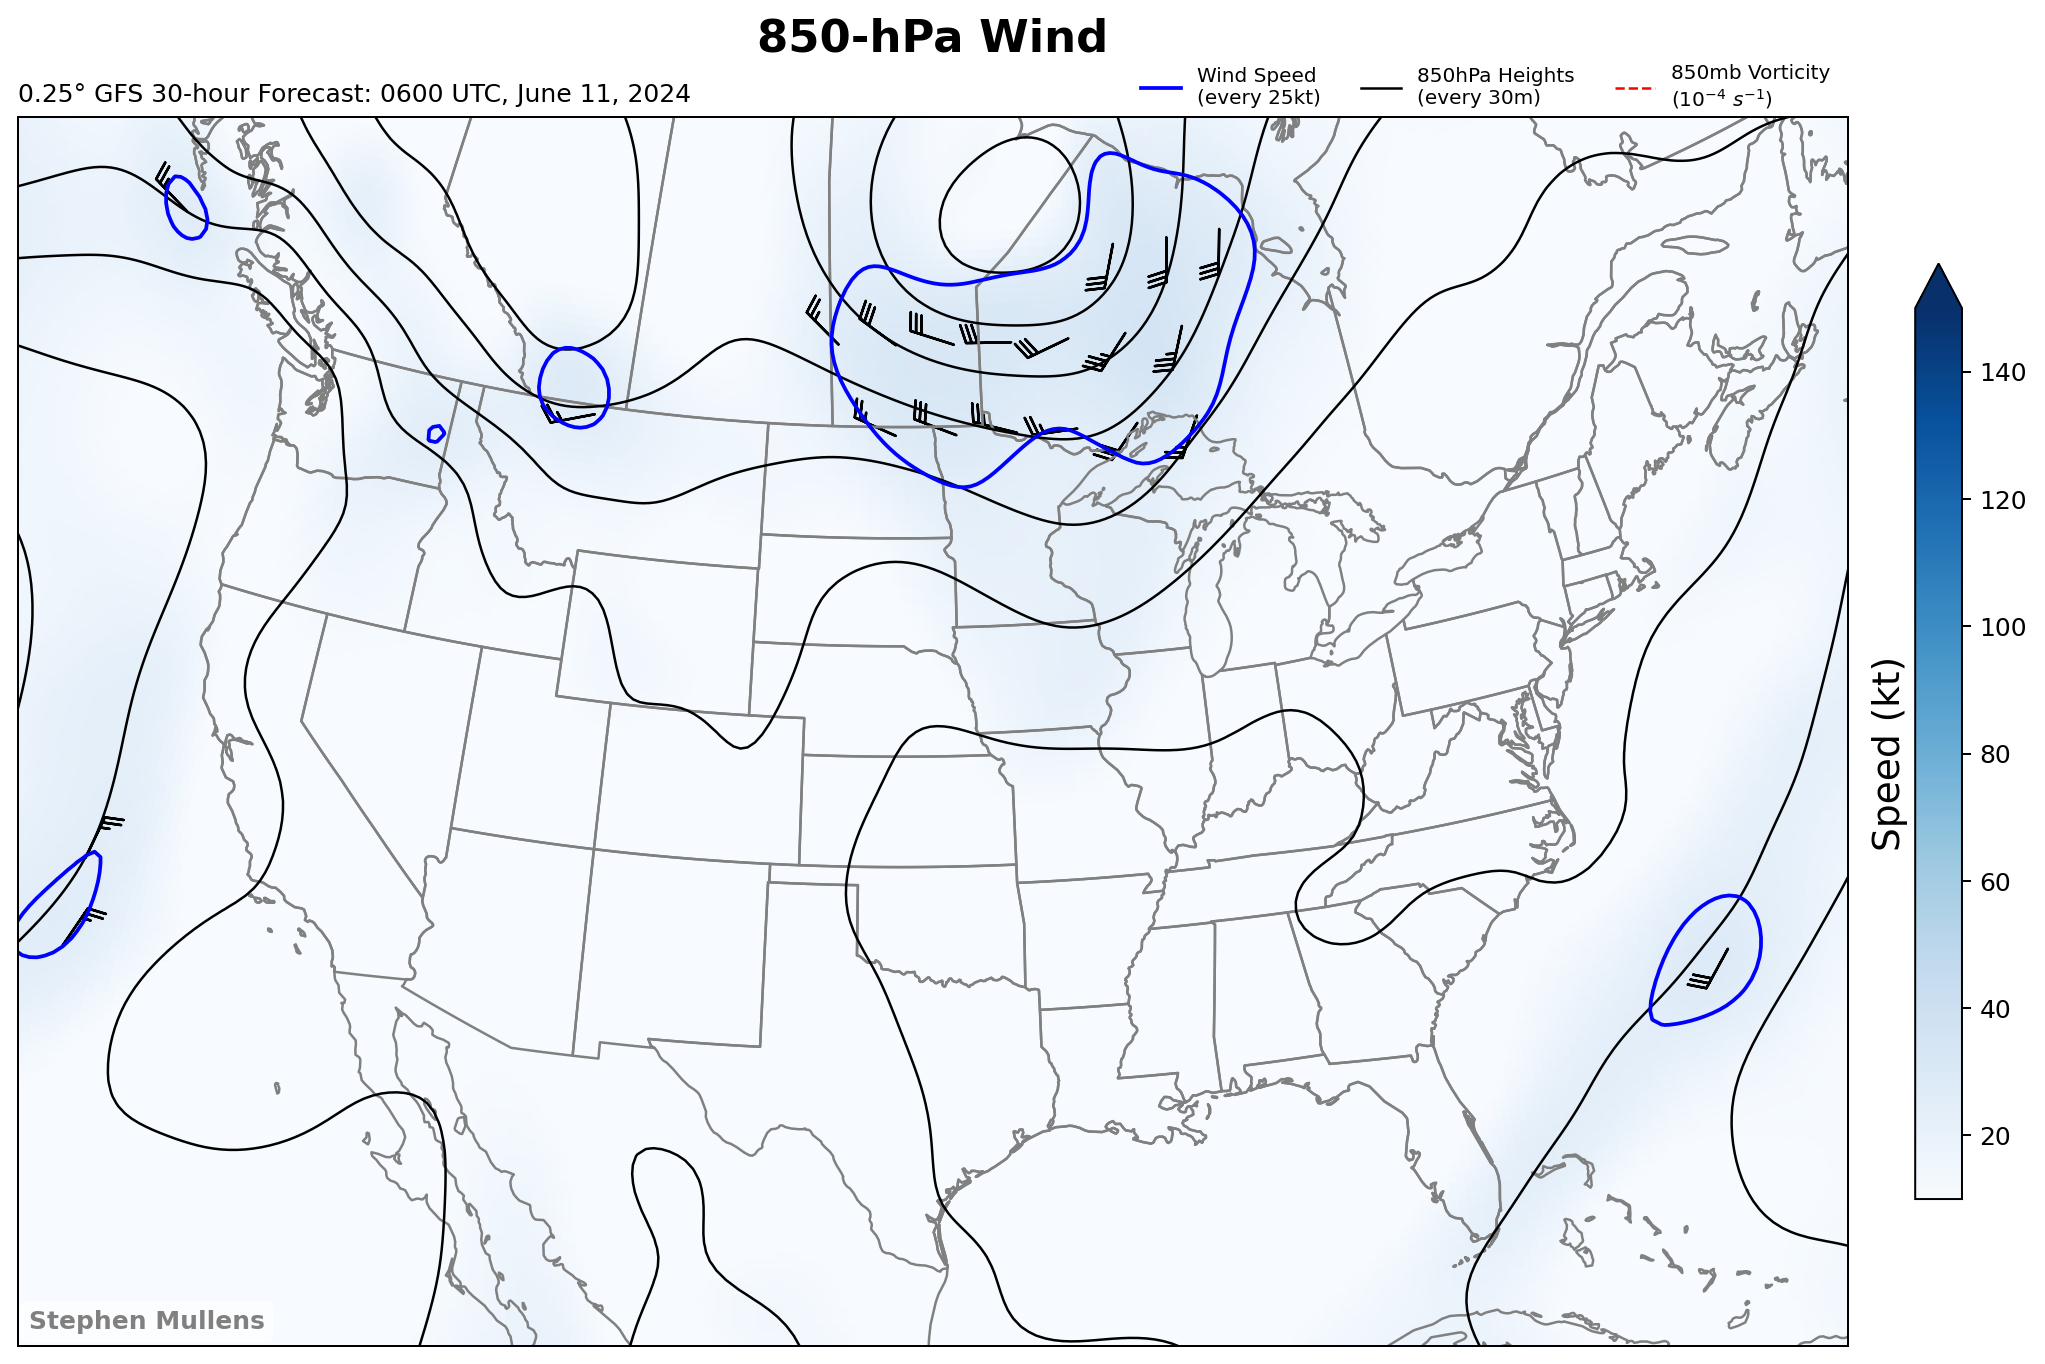 850-hPa Wind
0.25° GFS 30-hour Forecast: 0600 UTC, June 11, 2024
Wind Speed
(every 25kt)
850hPa Heights
(every 30m)
850mb Vorticity
(10⁻⁴ s⁻¹)
140
120
100
80
60
40
20
Speed (kt)
Stephen Mullens